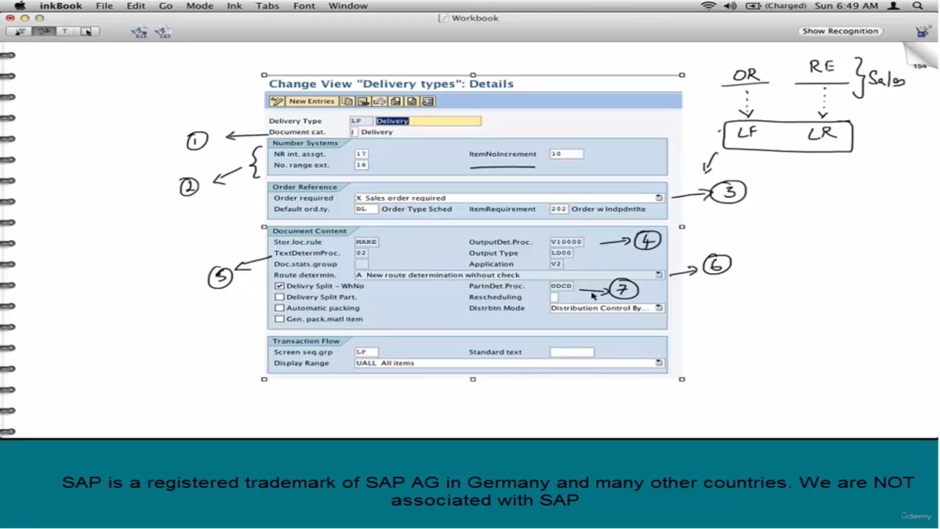 inkBook File Edit Go Mode Ink Tabs Font Window (Charged) Sun 6:49 AM
Workbook
T Show Recognition
154
OR RE Sales
LF LR
Change View "Delivery types": Details
New Entries
Delivery Type LF Delivery
Document cat. J Delivery
1
Number Systems
NR int. assgt. 17 ItemNoIncrement 10
No. range ext. 18
2
Order Reference
Order required X Sales order required
3
Default ord.ty. DL Order Type Sched ItemRequirement 202 Order w Indpndntle
Document Content
Stor.loc.rule MARE OutputDet.Proc. V10000
4
TextDetermProc. 02 Output Type LD00
Doc.stats.group Application V2
5
Route determin. A New route determination without check
6
Delivry Split - WhNo PartnDet.Proc. ODCD
7
Delivery Split Part. Rescheduling
Automatic packing Distrbtn Mode Distribution Control By...
Gen. pack.matl item
Transaction Flow
Screen seq.grp LF Standard text
Display Range UALL All items
SAP is a registered trademark of SAP AG in Germany and many other countries. We are NOT
associated with SAP
ûdemy